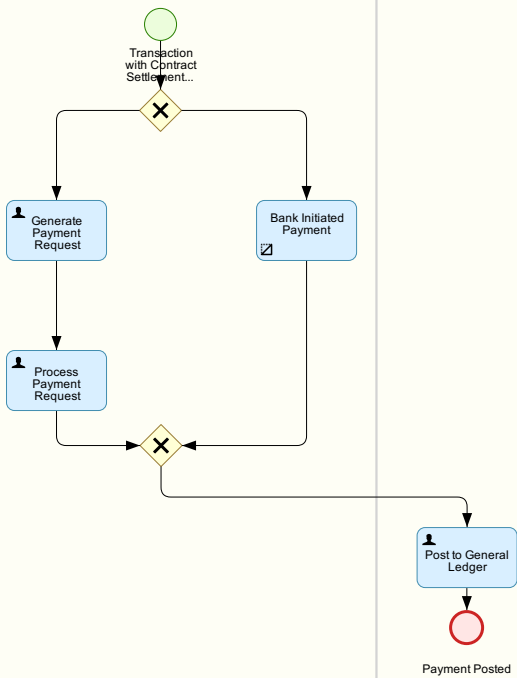 Transaction
with Contract
Settlement...
Generate
Payment
Request
Bank Initiated
Payment
Process
Payment
Request
Post to General
Ledger
Payment Posted